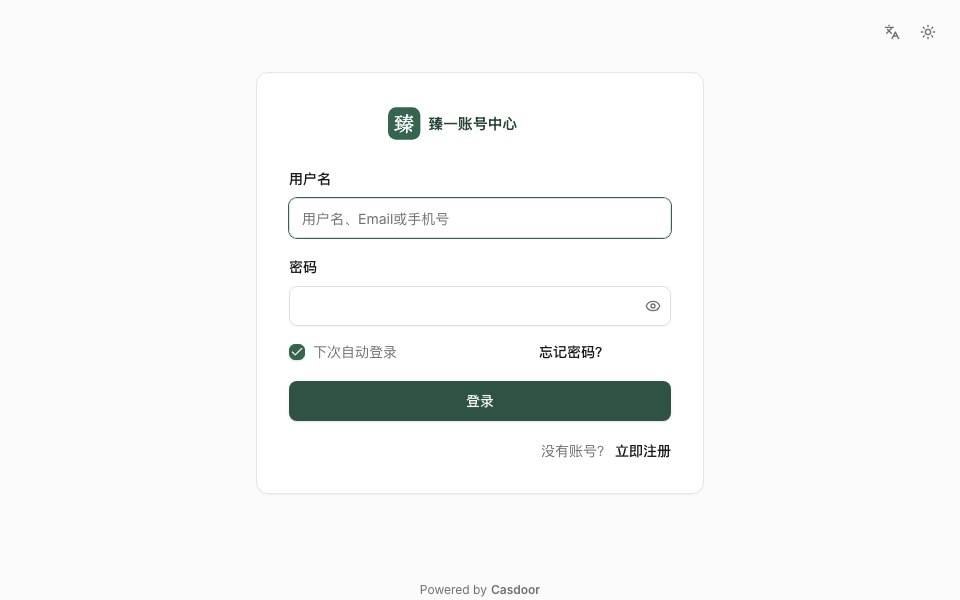 臻 臻一账号中心
用户名
用户名、Email或手机号
密码
下次自动登录 忘记密码?
登录
没有账号? 立即注册
Powered by Casdoor